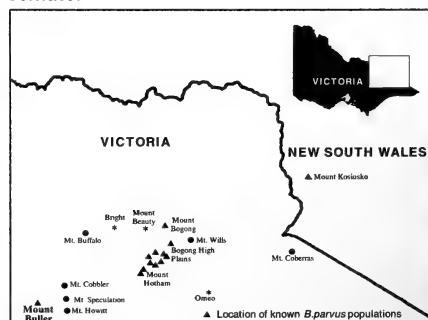 VICTORIA
VICTORIA
NEW SOUTH WALES
Mount Kosiusko
Bright
Mount
Beauty
Mount
Bogong
Mt. Buffalo
Mt. Wills
Bogong High
Plains
Mt. Coberras
Mount
Hotham
Mt. Cobbler
Omeo
Mt. Speculation
Mount
Buller
Mt. Howitt
Location of known B.parvus populations